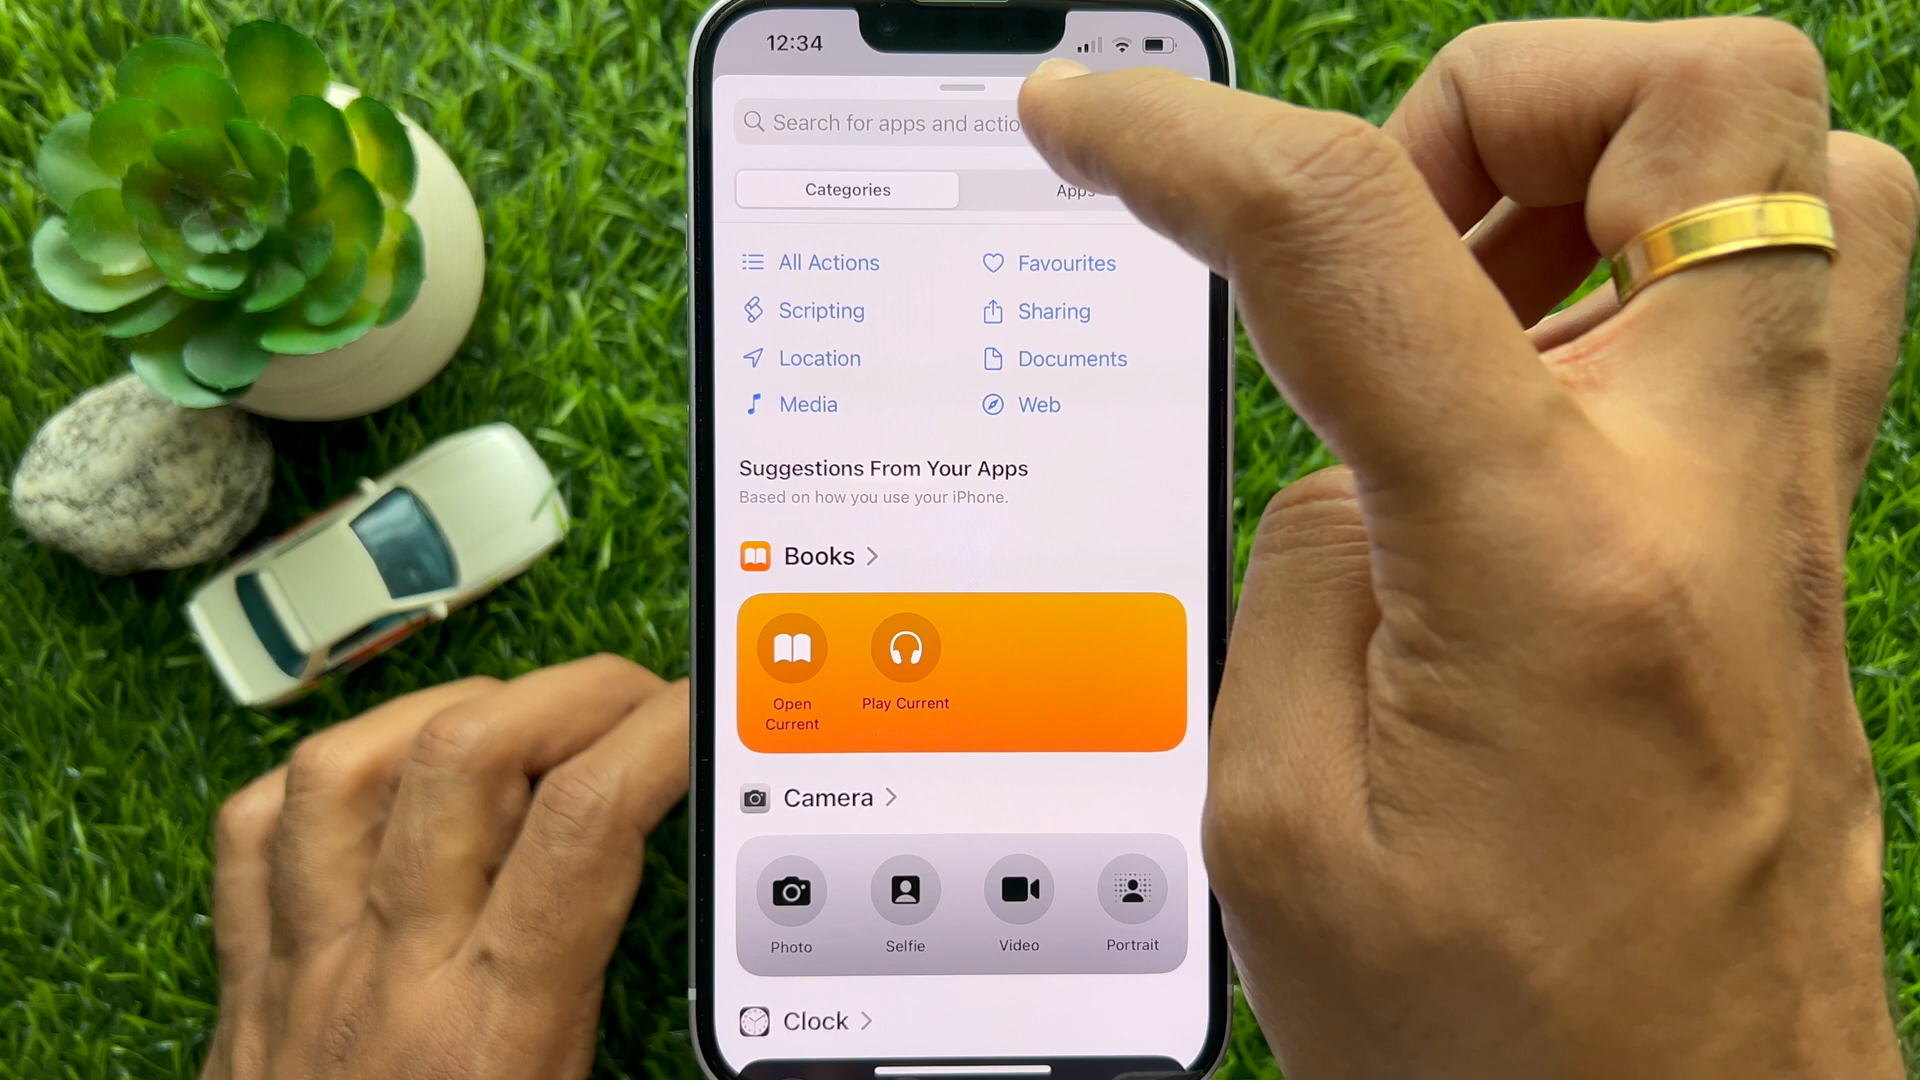 12:34
Search for apps and actio
Categories
Apps
All Actions
Favourites
Scripting
Sharing
Location
Documents
Media
Web
Suggestions From Your Apps
Based on how you use your iPhone.
Books
Open
Current
Play Current
Camera
Photo
Selfie
Video
Portrait
Clock